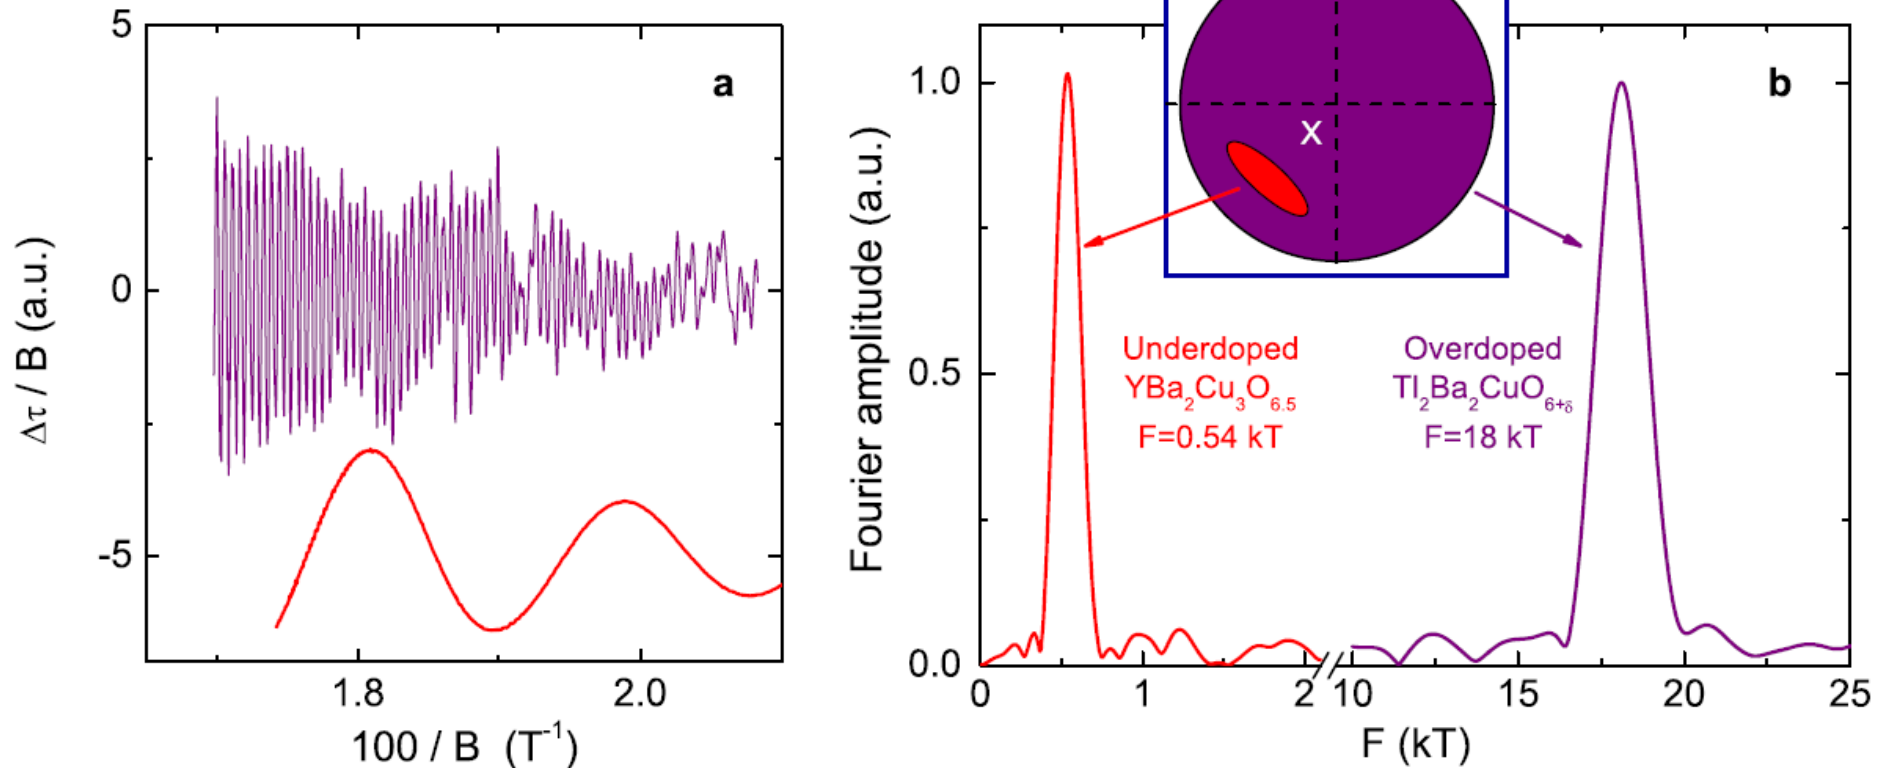 a
5
0
-5
Δτ / B (a.u.)
1.8 2.0
100 / B (T⁻¹)
b
1.0
0.5
0.0
Fourier amplitude (a.u.)
X
Underdoped
YBa₂Cu₃O₆.₅
F=0.54 kT
Overdoped
Tl₂Ba₂CuO₆₊δ
F=18 kT
0 1 2 10 15 20 25
F (kT)